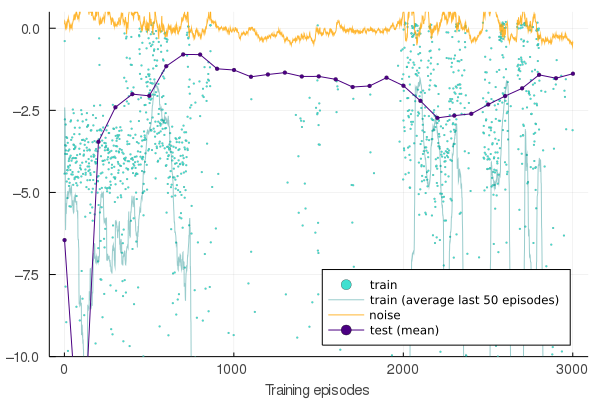 0.0
−2.5
−5.0
−7.5
−10.0
train
train (average last 50 episodes)
noise
test (mean)
0
1000
2000
3000
Training episodes